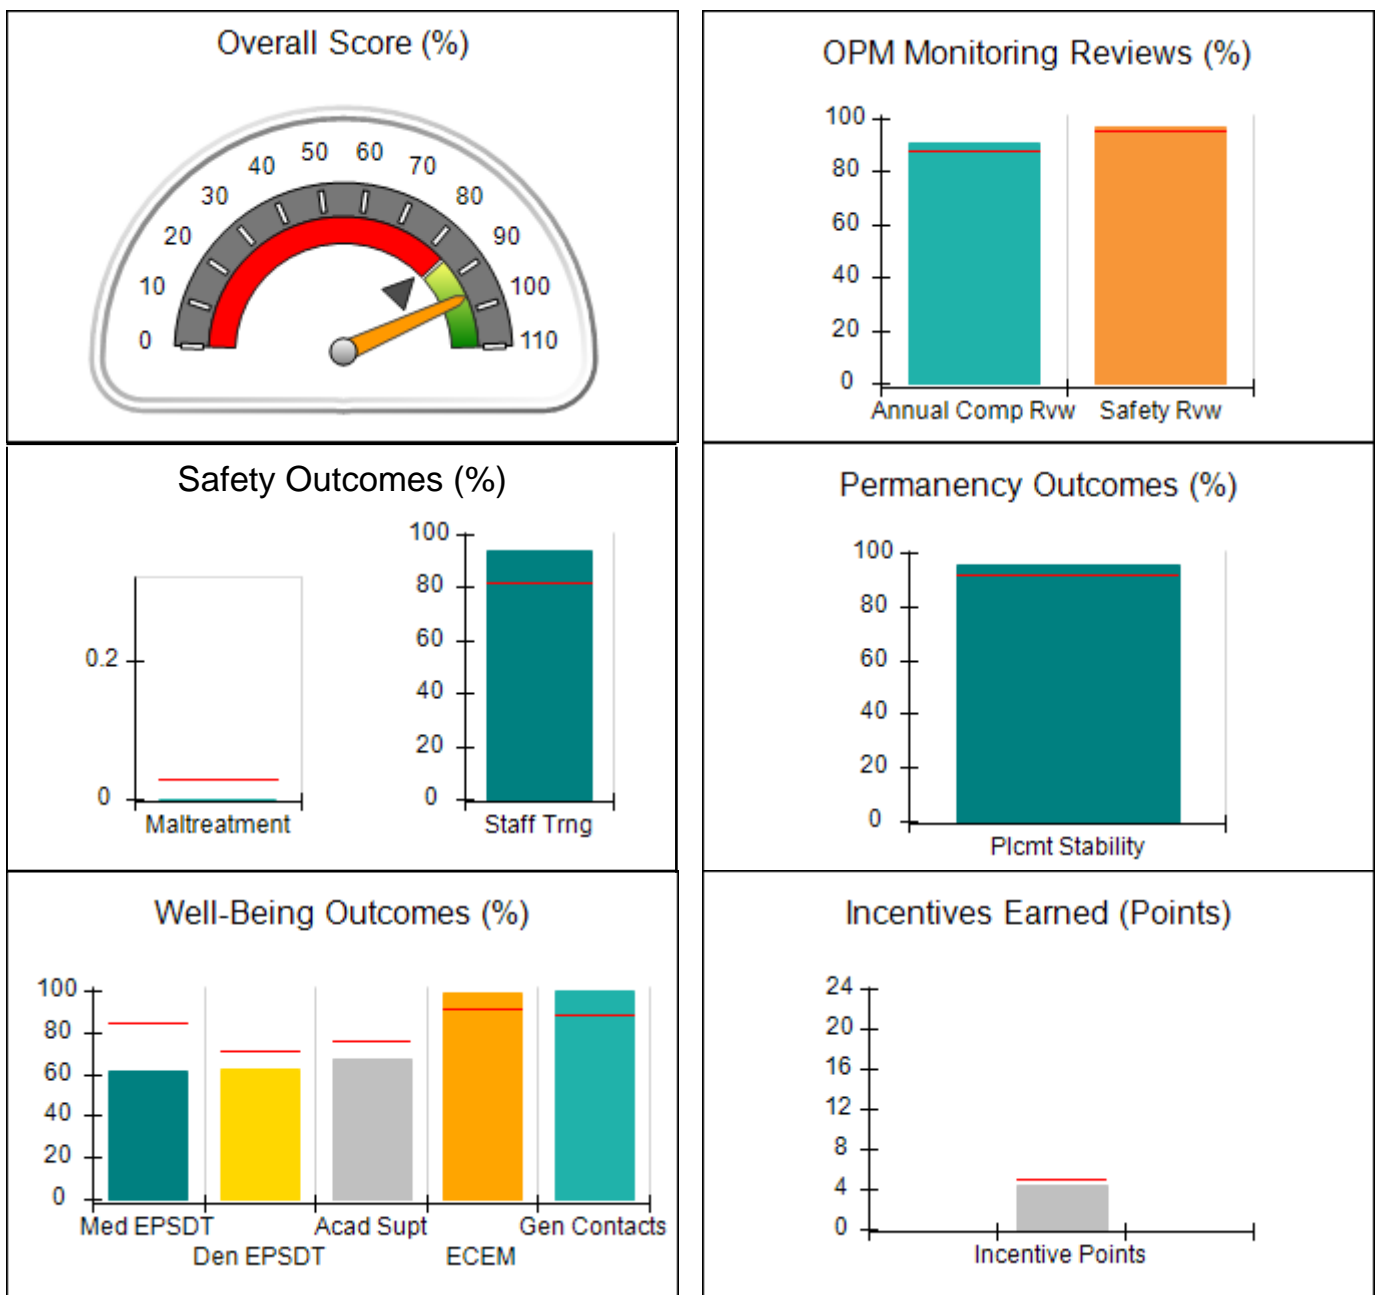 Overall Score (%)
0
10
20
30
40
50
60
70
80
90
100
110
OPM Monitoring Reviews (%)
100
80
60
40
20
0
Annual Comp Rvw
Safety Rvw
Safety Outcomes (%)
0.2
0
Maltreatment
100
80
60
40
20
0
Staff Trng
Permanency Outcomes (%)
100
80
60
40
20
0
Plcmt Stability
Well-Being Outcomes (%)
100
80
60
40
20
0
Med EPSDT
Den EPSDT
Acad Supt
ECEM
Gen Contacts
Incentives Earned (Points)
24
20
16
12
8
4
0
Incentive Points